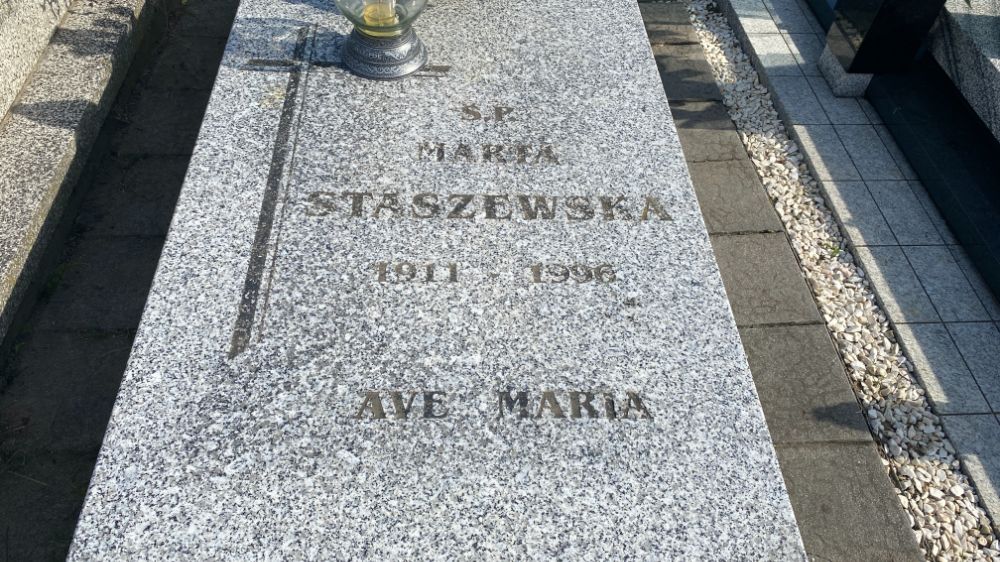 Ś.P.
MARTA
STASZEWSKA
1911 - 1996
AVE MARIA